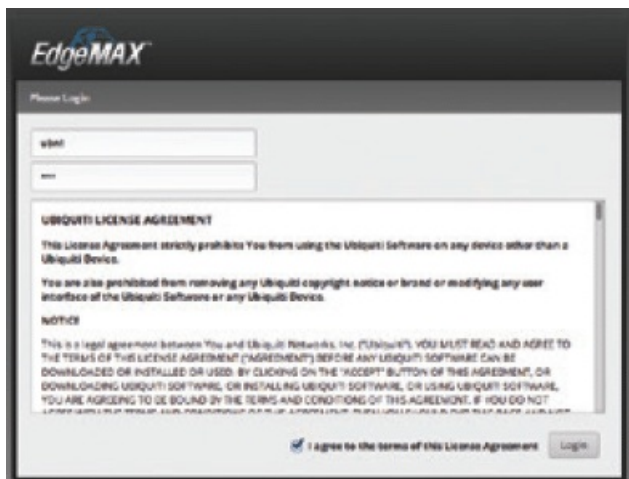 EdgeMAX
Please Login
ubnt
••••
UBIQUITI LICENSE AGREEMENT
This License Agreement strictly prohibits You from using the Ubiquiti Software on any device other than a
Ubiquiti Device.
You are also prohibited from removing any Ubiquiti copyright notice or brand or modifying any user
interface of the Ubiquiti Software or any Ubiquiti Device.
NOTICE
This is a legal agreement between You and Ubiquiti Networks, Inc. ("Ubiquiti"). YOU MUST READ AND AGREE TO
THE TERMS OF THIS LICENSE AGREEMENT ("AGREEMENT") BEFORE ANY UBIQUITI SOFTWARE CAN BE
DOWNLOADED OR INSTALLED OR USED. BY CLICKING ON THE "ACCEPT" BUTTON OF THIS AGREEMENT, OR
DOWNLOADING UBIQUITI SOFTWARE, OR INSTALLING UBIQUITI SOFTWARE, OR USING UBIQUITI SOFTWARE,
YOU ARE AGREEING TO BE BOUND BY THE TERMS AND CONDITIONS OF THIS AGREEMENT. IF YOU DO NOT
I agree to the terms of this License Agreement
Login